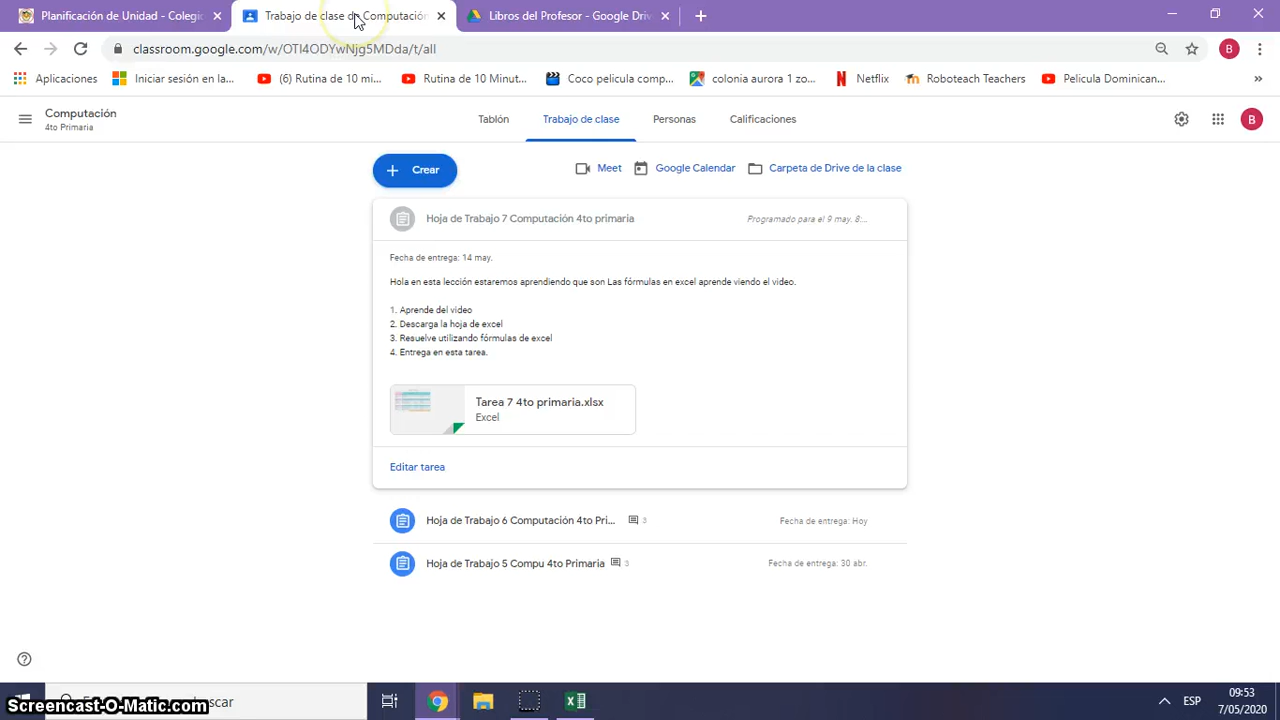 Planificación de Unidad - Colegi
Trabajo de clase de Computación
Libros del Profesor - Google Driv
classroom.google.com/w/OTI4ODYwNjg5MDda/t/all
B
Aplicaciones
Iniciar sesión en la...
(6) Rutina de 10 mi...
Rutina de 10 Minut...
Coco pelicula comp...
colonia aurora 1 zo...
Netflix
Roboteach Teachers
Pelicula Dominican...
»
Computación
4to Primaria
Tablón
Trabajo de clase
Personas
Calificaciones
B
Crear
Meet
Google Calendar
Carpeta de Drive de la clase
Hoja de Trabajo 7 Computación 4to primaria
Programado para el 9 may. 8:...
Fecha de entrega: 14 may.
Hola en esta lección estaremos aprendiendo que son Las fórmulas en excel aprende viendo el video.
1. Aprende del video
2. Descarga la hoja de excel
3. Resuelve utilizando fórmulas de excel
4. Entrega en esta tarea.
Tarea 7 4to primaria.xlsx
Excel
Editar tarea
Hoja de Trabajo 6 Computación 4to Pri...
3
Fecha de entrega: Hoy
Hoja de Trabajo 5 Compu 4to Primaria
3
Fecha de entrega: 30 abr.
scar
Screencast-O-Matic.com
ESP
09:53
7/05/2020